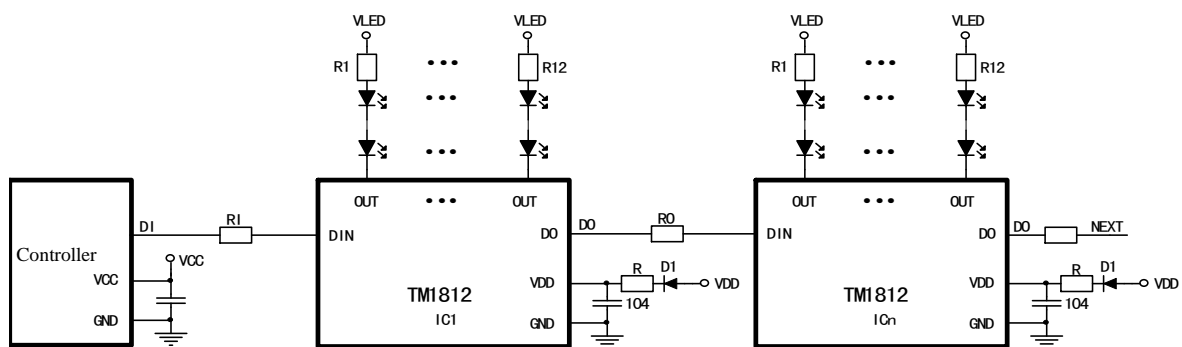 VLED VLED VLED VLED
R1 ••• R12 R1 ••• R12
••• •••
••• •••
OUT ••• OUT OUT ••• OUT
DI RI DIN DO DO RO DIN DO DO NEXT
Controller
VCC VCC VDD R D1 VDD VDD R D1 VDD
TM1812 104 TM1812 104
GND IC1 GND ICn GND